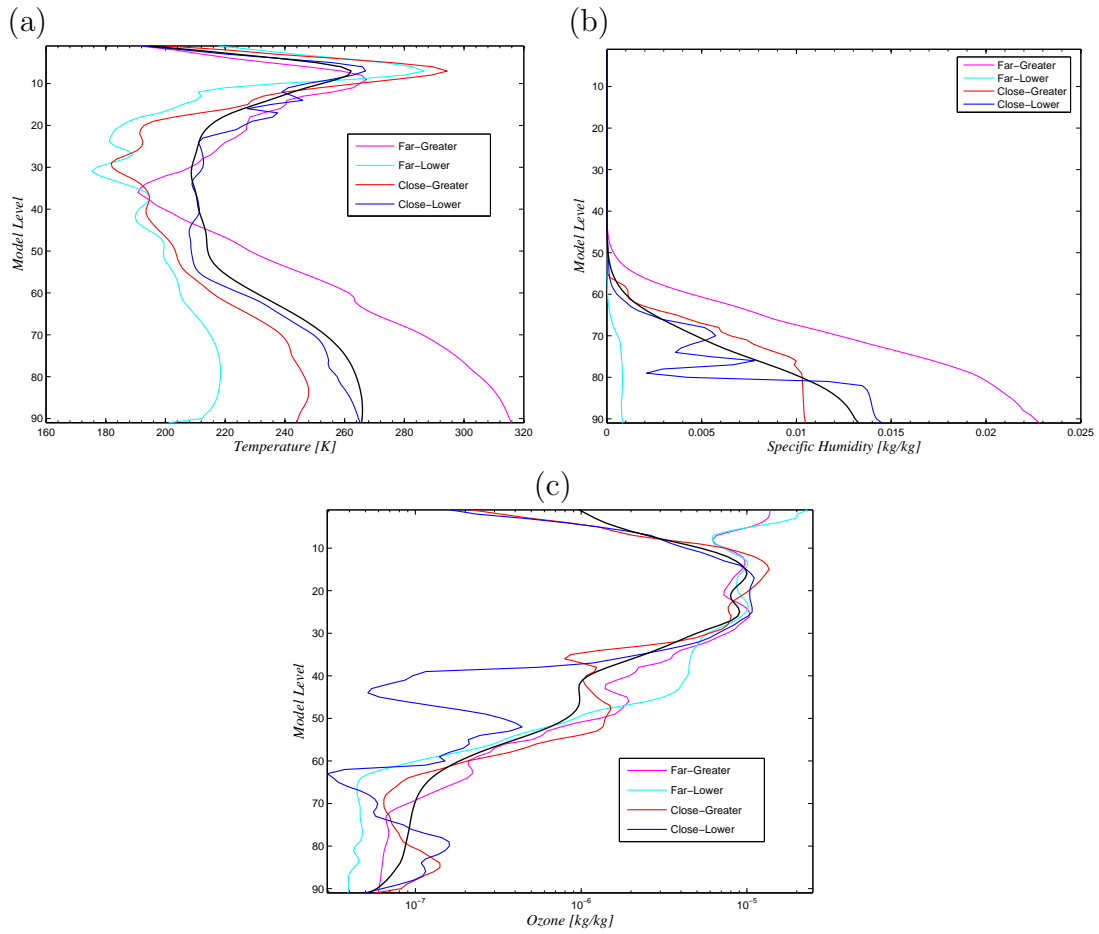 (a)
160 180 200 220 240 260 280 300 320
10
20
30
40
50
60
70
80
90
Temperature [K]
Model Level
Far−Greater
Far−Lower
Close−Greater
Close−Lower
(b)
0 0.005 0.01 0.015 0.02 0.025
10
20
30
40
50
60
70
80
90
Specific Humidity [kg/kg]
Model Level
Far−Greater
Far−Lower
Close−Greater
Close−Lower
(c)
10⁻⁷ 10⁻⁶ 10⁻⁵
10
20
30
40
50
60
70
80
90
Ozone [kg/kg]
Model Level
Far−Greater
Far−Lower
Close−Greater
Close−Lower